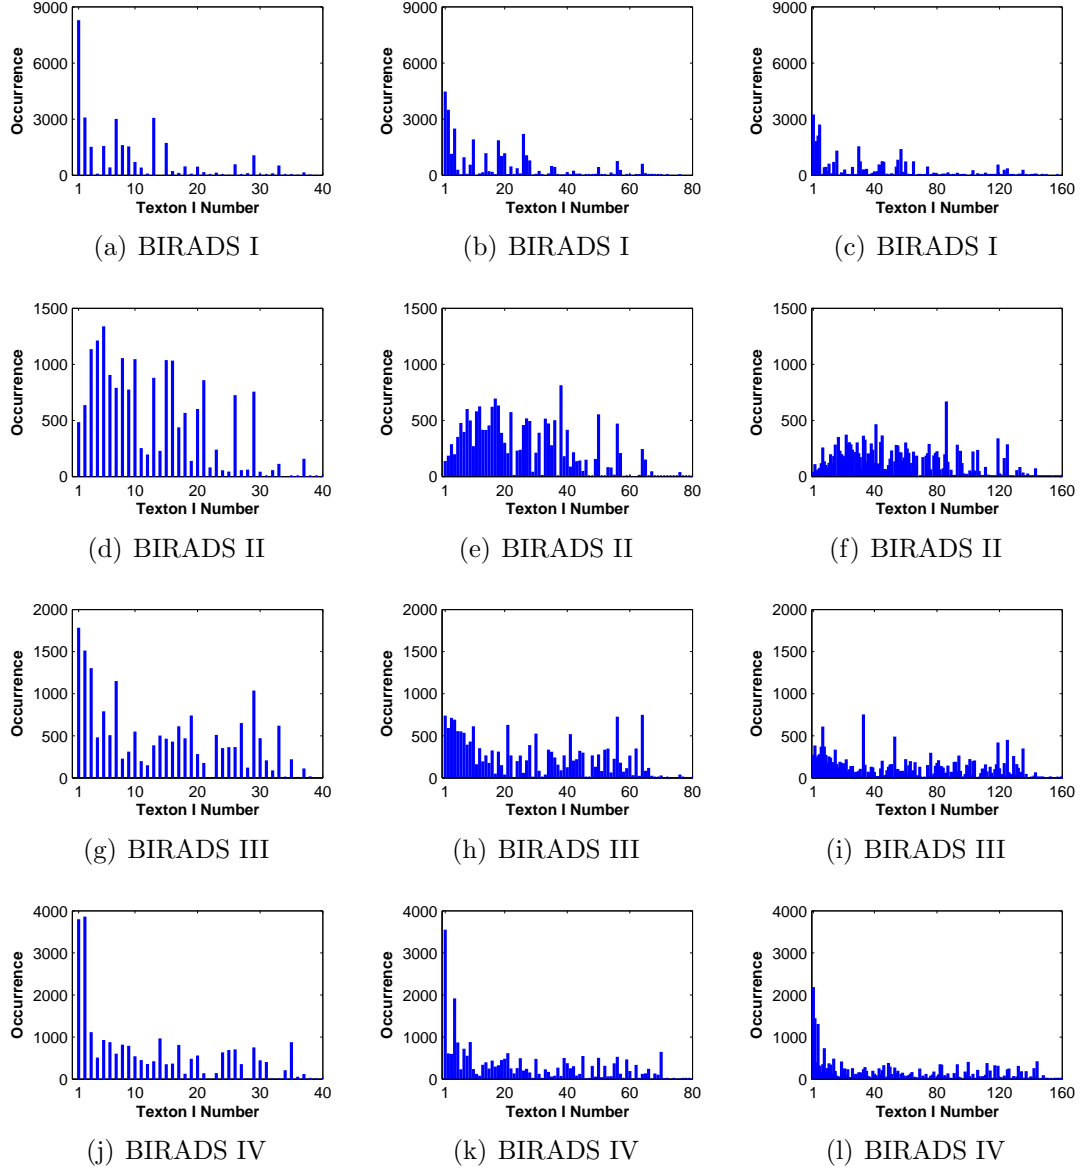 9000
6000
3000
0
1 10 20 30 40
Occurrence
Texton I Number
(a) BIRADS I
9000
6000
3000
0
1 20 40 60 80
Occurrence
Texton I Number
(b) BIRADS I
9000
6000
3000
0
1 40 80 120 160
Occurrence
Texton I Number
(c) BIRADS I
1500
1000
500
0
1 10 20 30 40
Occurrence
Texton I Number
(d) BIRADS II
1500
1000
500
0
1 20 40 60 80
Occurrence
Texton I Number
(e) BIRADS II
1500
1000
500
0
1 40 80 120 160
Occurrence
Texton I Number
(f) BIRADS II
2000
1500
1000
500
0
1 10 20 30 40
Occurrence
Texton I Number
(g) BIRADS III
2000
1500
1000
500
0
1 20 40 60 80
Occurrence
Texton I Number
(h) BIRADS III
2000
1500
1000
500
0
1 40 80 120 160
Occurrence
Texton I Number
(i) BIRADS III
4000
3000
2000
1000
0
1 10 20 30 40
Occurrence
Texton I Number
(j) BIRADS IV
4000
3000
2000
1000
0
1 20 40 60 80
Occurrence
Texton I Number
(k) BIRADS IV
4000
3000
2000
1000
0
1 40 80 120 160
Occurrence
Texton I Number
(l) BIRADS IV